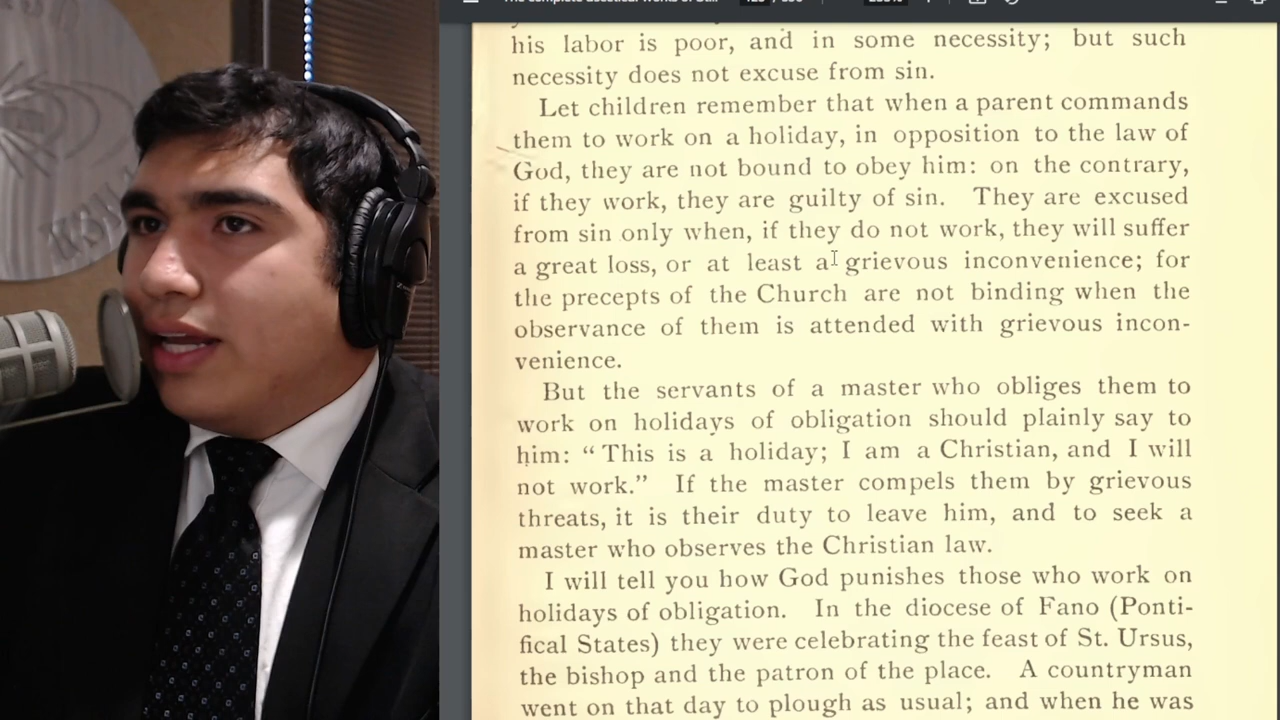 his labor is poor, and in some necessity; but such
necessity does not excuse from sin.
Let children remember that when a parent commands
them to work on a holiday, in opposition to the law of
God, they are not bound to obey him: on the contrary,
if they work, they are guilty of sin. They are excused
from sin only when, if they do not work, they will suffer
a great loss, or at least a grievous inconvenience; for
the precepts of the Church are not binding when the
observance of them is attended with grievous incon-
venience.
But the servants of a master who obliges them to
work on holidays of obligation should plainly say to
him: “This is a holiday; I am a Christian, and I will
not work.” If the master compels them by grievous
threats, it is their duty to leave him, and to seek a
master who observes the Christian law.
I will tell you how God punishes those who work on
holidays of obligation. In the diocese of Fano (Ponti-
fical States) they were celebrating the feast of St. Ursus,
the bishop and the patron of the place. A countryman
went on that day to plough as usual; and when he was